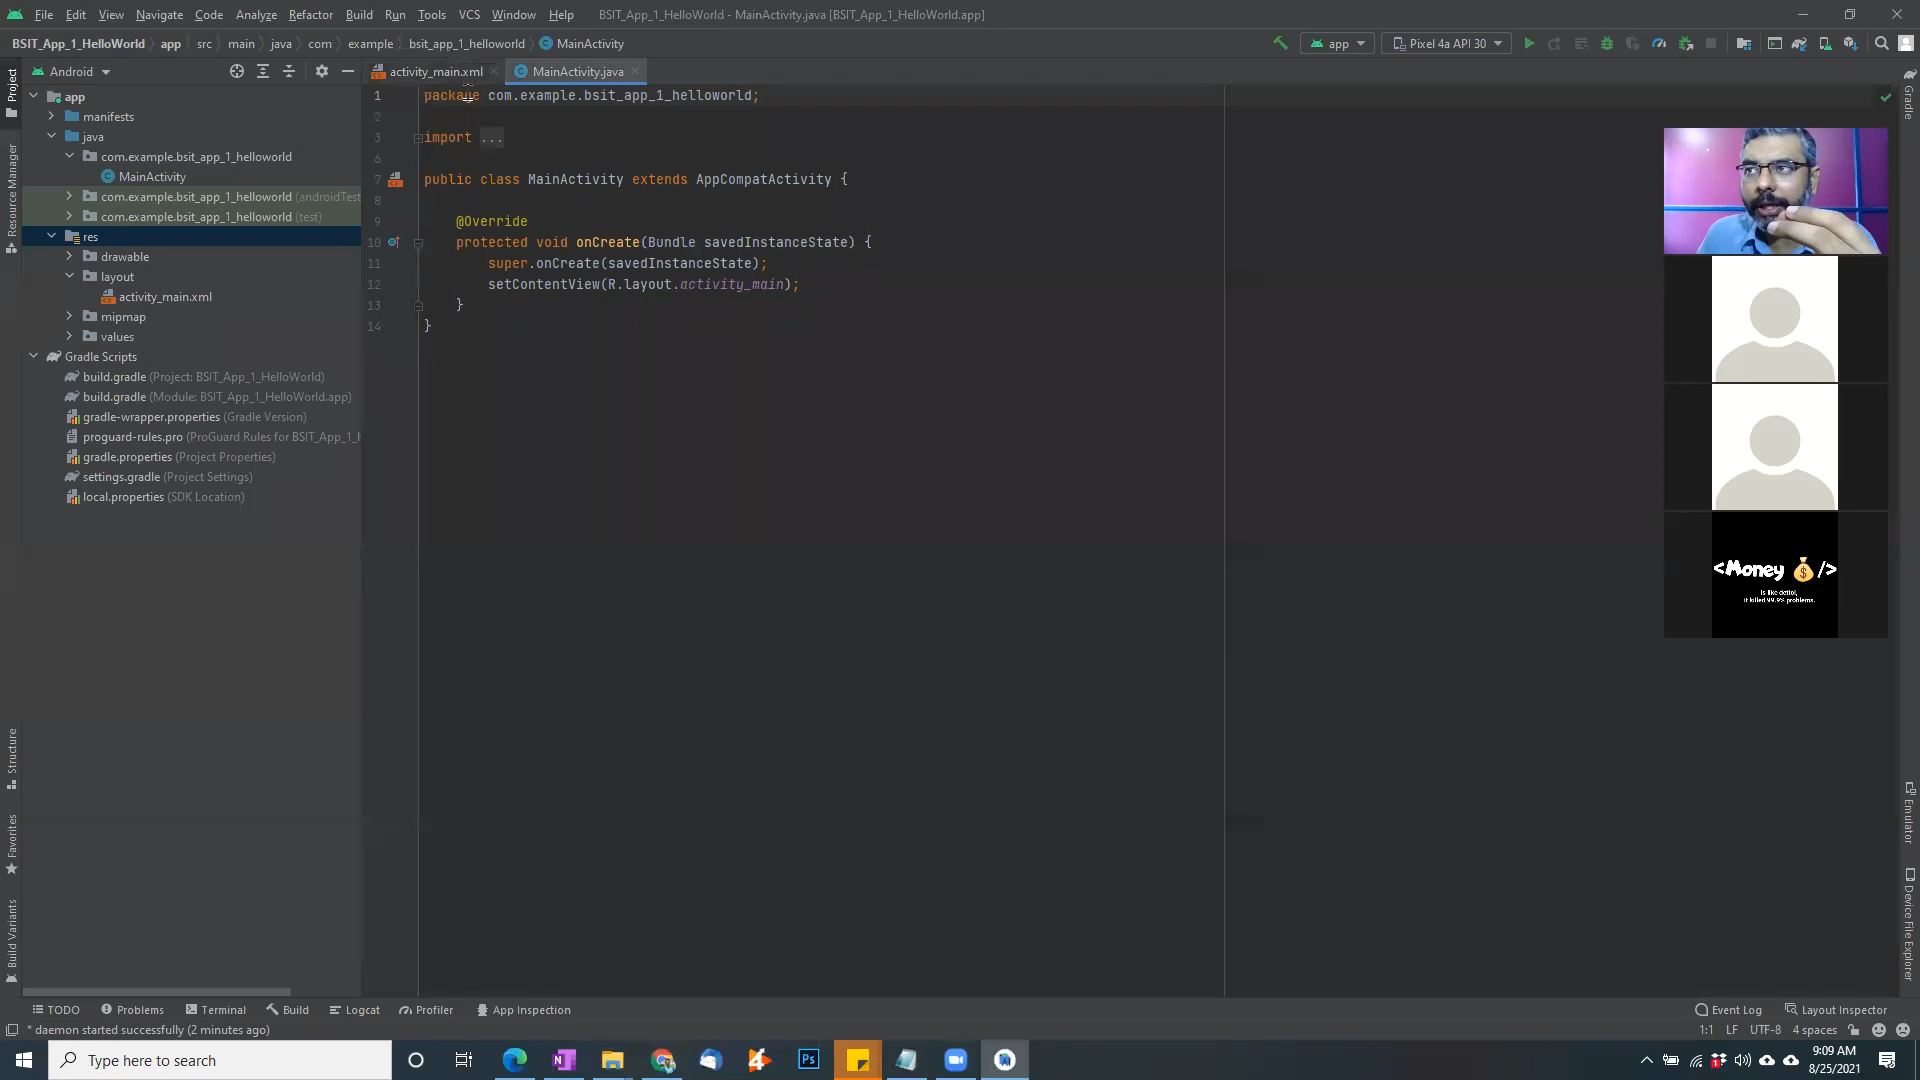 File Edit View Navigate Code Analyze Refactor Build Run Tools VCS Window Help BSIT_App_1_HelloWorld - MainActivity.java [BSIT_App_1_HelloWorld.app]
BSIT_App_1_HelloWorld app src main java com example bsit_app_1_helloworld MainActivity app Pixel 4a API 30
Project
Resource Manager
Structure
Favorites
Build Variants
Android
app
manifests
java
com.example.bsit_app_1_helloworld
MainActivity
com.example.bsit_app_1_helloworld (androidTest
com.example.bsit_app_1_helloworld (test)
res
drawable
layout
activity_main.xml
mipmap
values
Gradle Scripts
build.gradle (Project: BSIT_App_1_HelloWorld)
build.gradle (Module: BSIT_App_1_HelloWorld.app)
gradle-wrapper.properties (Gradle Version)
proguard-rules.pro (ProGuard Rules for BSIT_App_1_H
gradle.properties (Project Properties)
settings.gradle (Project Settings)
local.properties (SDK Location)
activity_main.xml MainActivity.java
1 package com.example.bsit_app_1_helloworld;
2
3 import ...
6
7 public class MainActivity extends AppCompatActivity {
8
9 @Override
10 protected void onCreate(Bundle savedInstanceState) {
11 super.onCreate(savedInstanceState);
12 setContentView(R.layout.activity_main);
13 }
14 }
<Money 💰/>
is like dettol,
it killed 99.9% problems.
Gradle
Emulator
Device File Explorer
TODO Problems Terminal Build Logcat Profiler App Inspection Event Log Layout Inspector
* daemon started successfully (2 minutes ago) 1:1 LF UTF-8 4 spaces
Type here to search
9:09 AM
8/25/2021